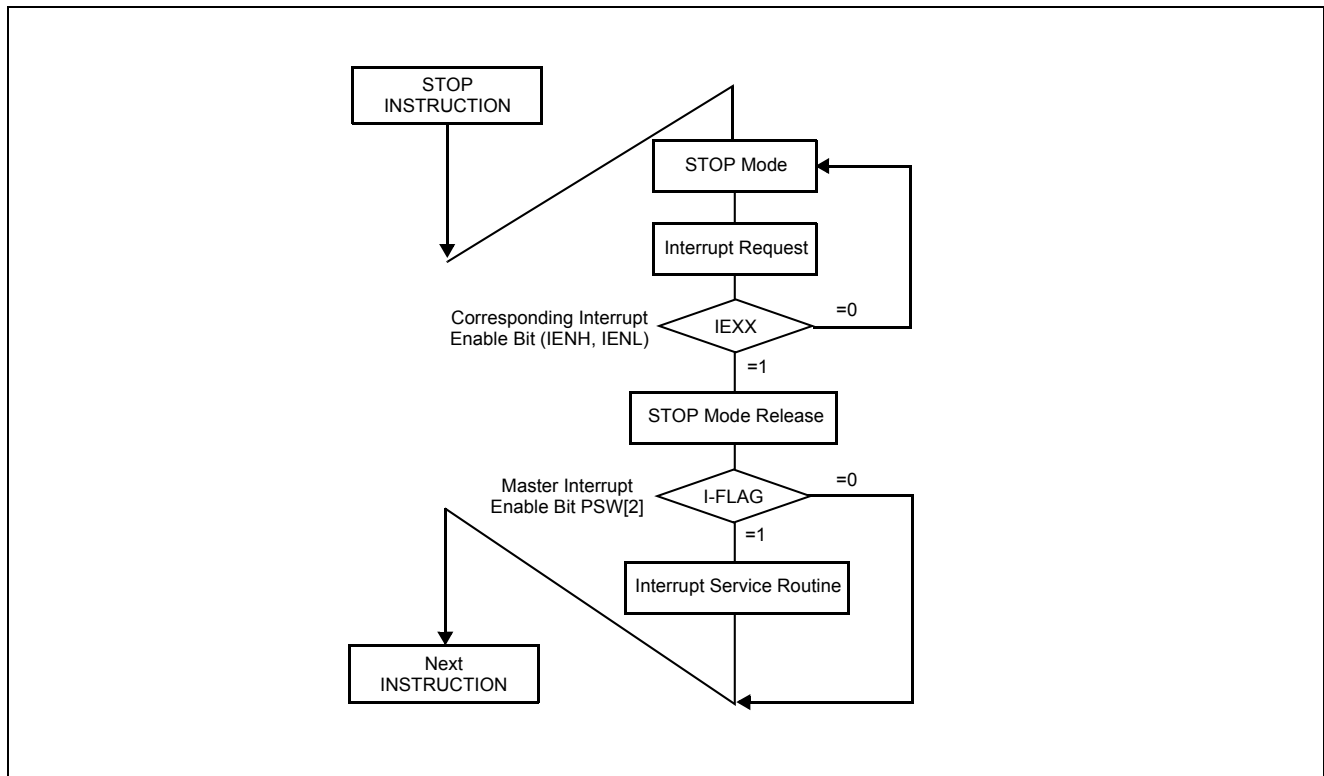 STOP
INSTRUCTION
STOP Mode
Interrupt Request
Corresponding Interrupt
Enable Bit (IENH, IENL)
IEXX
=0
=1
STOP Mode Release
Master Interrupt
Enable Bit PSW[2]
I-FLAG
=0
=1
Interrupt Service Routine
Next
INSTRUCTION